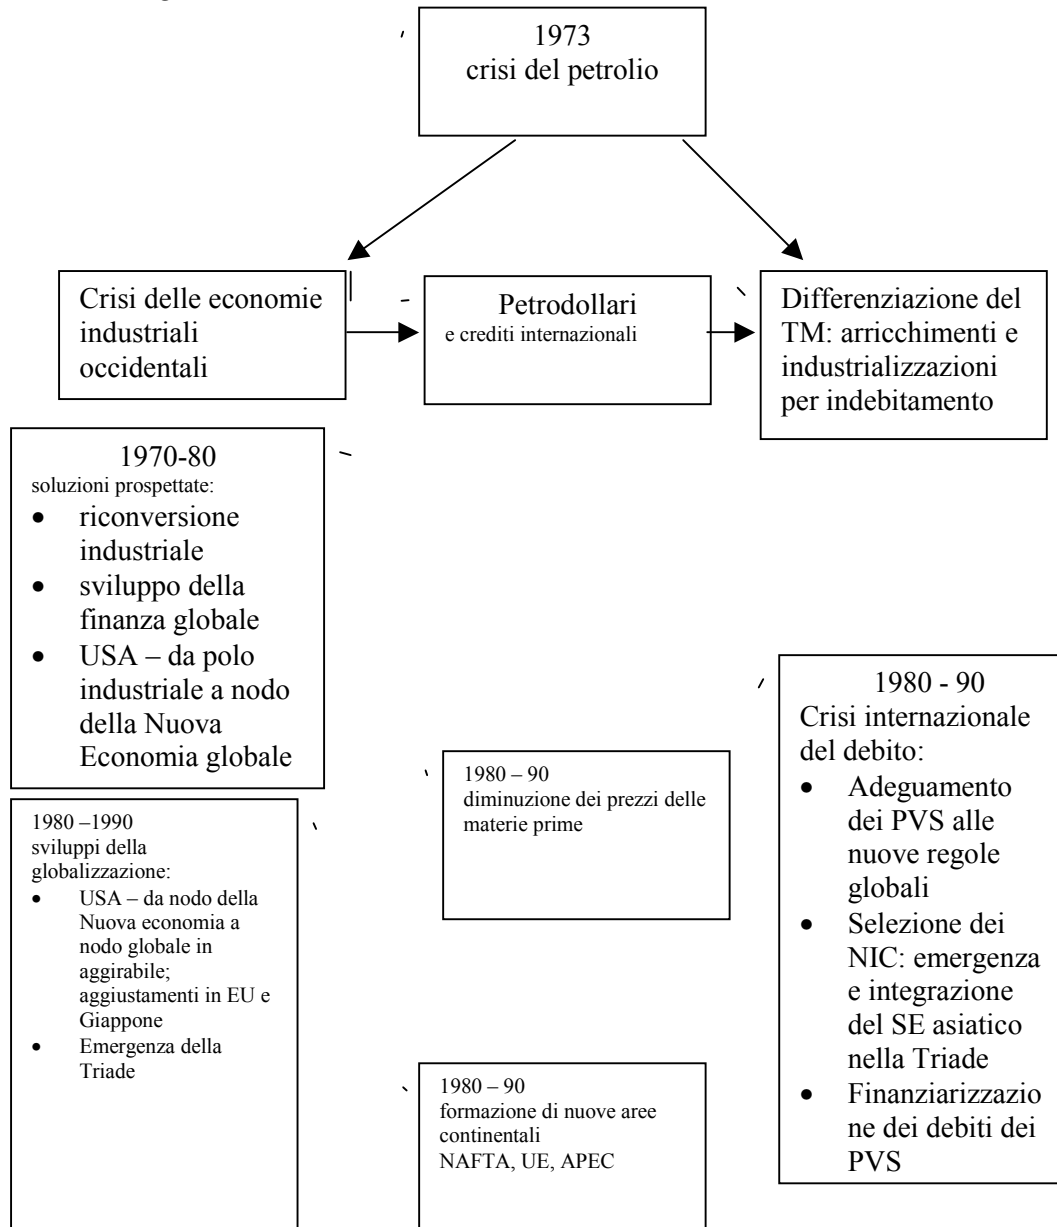 1973
crisi del petrolio
Crisi delle economie
industriali
occidentali
Petrodollari
e crediti internazionali
Differenziazione del
TM: arricchimenti e
industrializzazioni
per indebitamento
1970-80
soluzioni prospettate:
• riconversione
industriale
• sviluppo della
finanza globale
• USA – da polo
industriale a nodo
della Nuova
Economia globale
1980 - 90
Crisi internazionale
del debito:
• Adeguamento
dei PVS alle
nuove regole
globali
• Selezione dei
NIC: emergenza
e integrazione
del SE asiatico
nella Triade
• Finanziarizzazio
ne dei debiti dei
PVS
1980 – 90
diminuzione dei prezzi delle
materie prime
1980 –1990
sviluppi della
globalizzazione:
• USA – da nodo della
Nuova economia a
nodo globale in
aggirabile;
aggiustamenti in EU e
Giappone
• Emergenza della
Triade
1980 – 90
formazione di nuove aree
continentali
NAFTA, UE, APEC